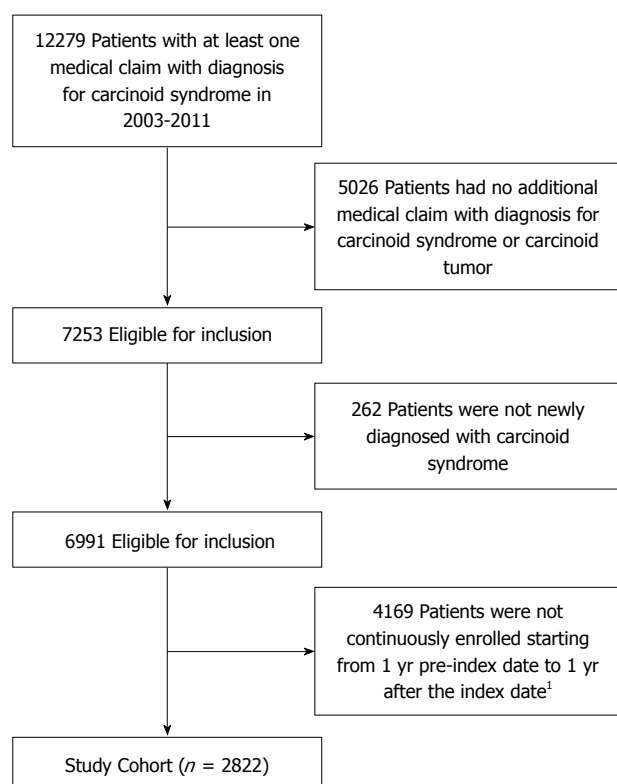 12279 Patients with at least one
medical claim with diagnosis
for carcinoid syndrome in
2003-2011
5026 Patients had no additional
medical claim with diagnosis for
carcinoid syndrome or carcinoid
tumor
7253 Eligible for inclusion
262 Patients were not newly
diagnosed with carcinoid
syndrome
6991 Eligible for inclusion
4169 Patients were not
continuously enrolled starting
from 1 yr pre-index date to 1 yr
after the index date¹
Study Cohort (n = 2822)